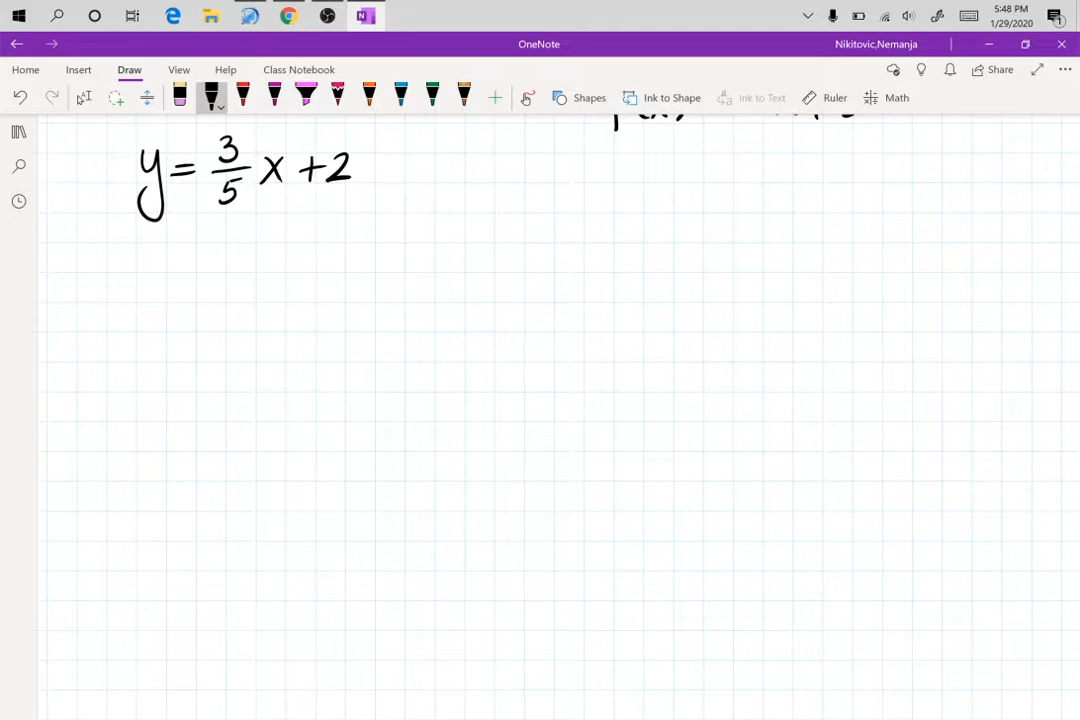 5:48 PM
1/29/2020
OneNote
Nikitovic,Nemanja
Home Insert Draw View Help Class Notebook
Share
Shapes Ink to Shape Ink to Text Ruler Math
y = 3/5 x + 2